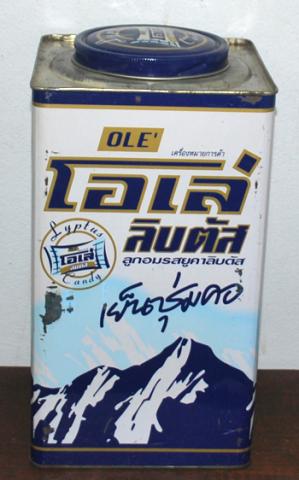 OLE'
เครื่องหมายการค้า
โอเล่
ลิบตัส
ลูกอมรสยูคาลิบตัส
Lyptus
โอเล่
Candy
เย็นชุ่มคอ